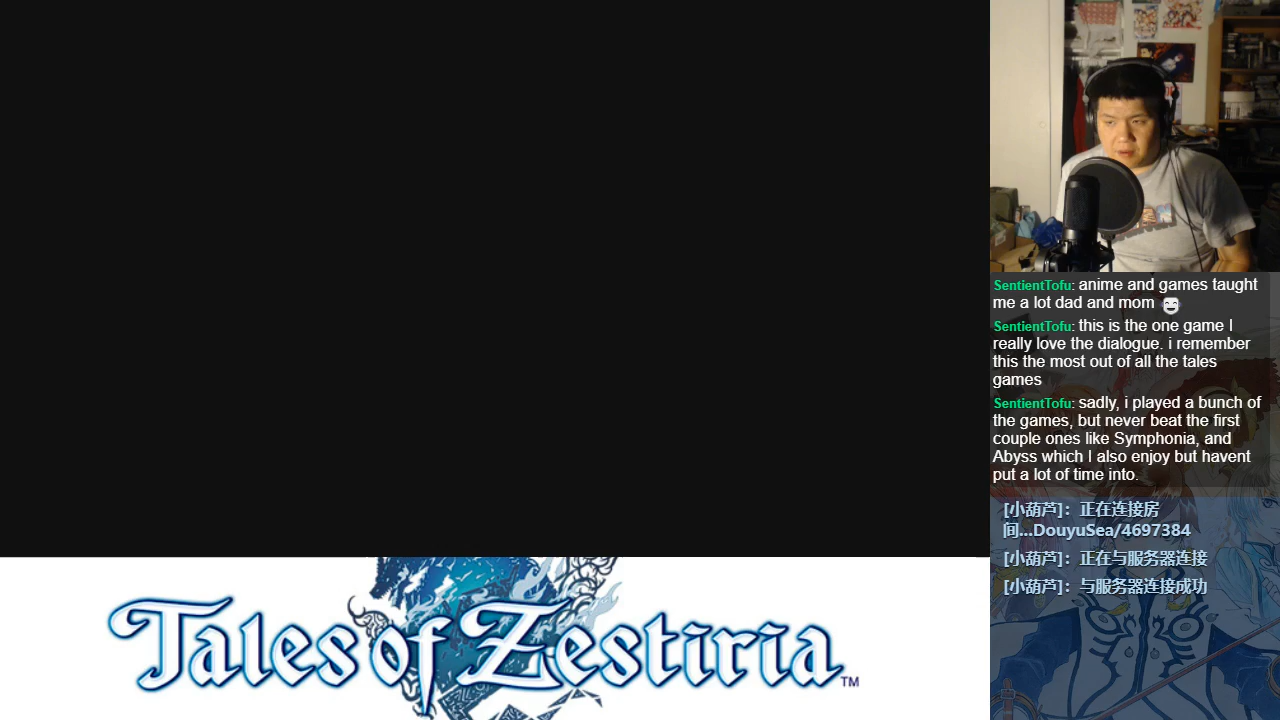 SentientTofu: anime and games taught
me a lot dad and mom
SentientTofu: this is the one game I
really love the dialogue. i remember
this the most out of all the tales
games
SentientTofu: sadly, i played a bunch of
the games, but never beat the first
couple ones like Symphonia, and
Abyss which I also enjoy but havent
put a lot of time into.
[小葫芦]：正在连接房
间...DouyuSea/4697384
[小葫芦]：正在与服务器连接
[小葫芦]：与服务器连接成功
Tales of Zestiria™